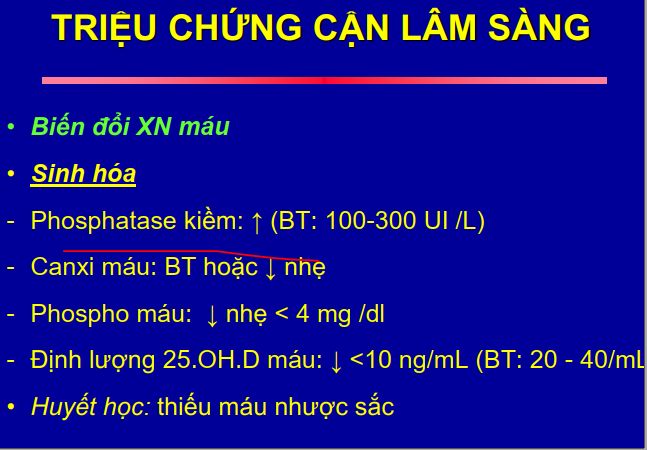 TRIỆU CHỨNG CẬN LÂM SÀNG
• Biến đổi XN máu
• Sinh hóa
- Phosphatase kiềm: ↑ (BT: 100-300 UI /L)
- Canxi máu: BT hoặc ↓ nhẹ
- Phospho máu: ↓ nhẹ < 4 mg /dl
- Định lượng 25.OH.D máu: ↓ <10 ng/mL (BT: 20 - 40/mL
• Huyết học: thiếu máu nhược sắc